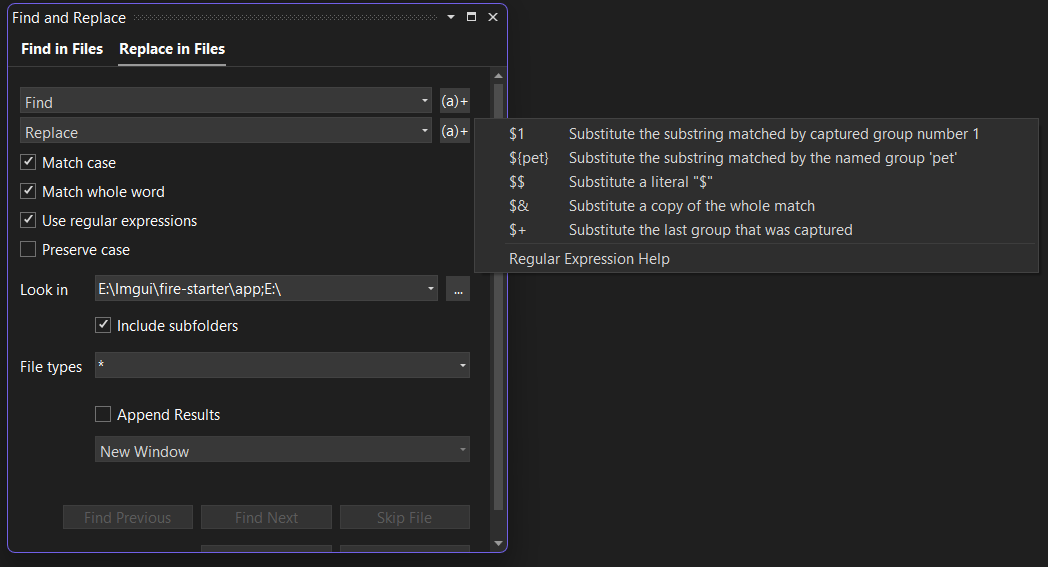 Find and Replace
Find in Files Replace in Files
Find (a)+
Replace (a)+
Match case
Match whole word
Use regular expressions
Preserve case
Look in E:\Imgui\fire-starter\app;E:\ ...
Include subfolders
File types *
Append Results
New Window
Find Previous Find Next Skip File
$1 Substitute the substring matched by captured group number 1
${pet} Substitute the substring matched by the named group 'pet'
$$ Substitute a literal "$"
$& Substitute a copy of the whole match
$+ Substitute the last group that was captured
Regular Expression Help